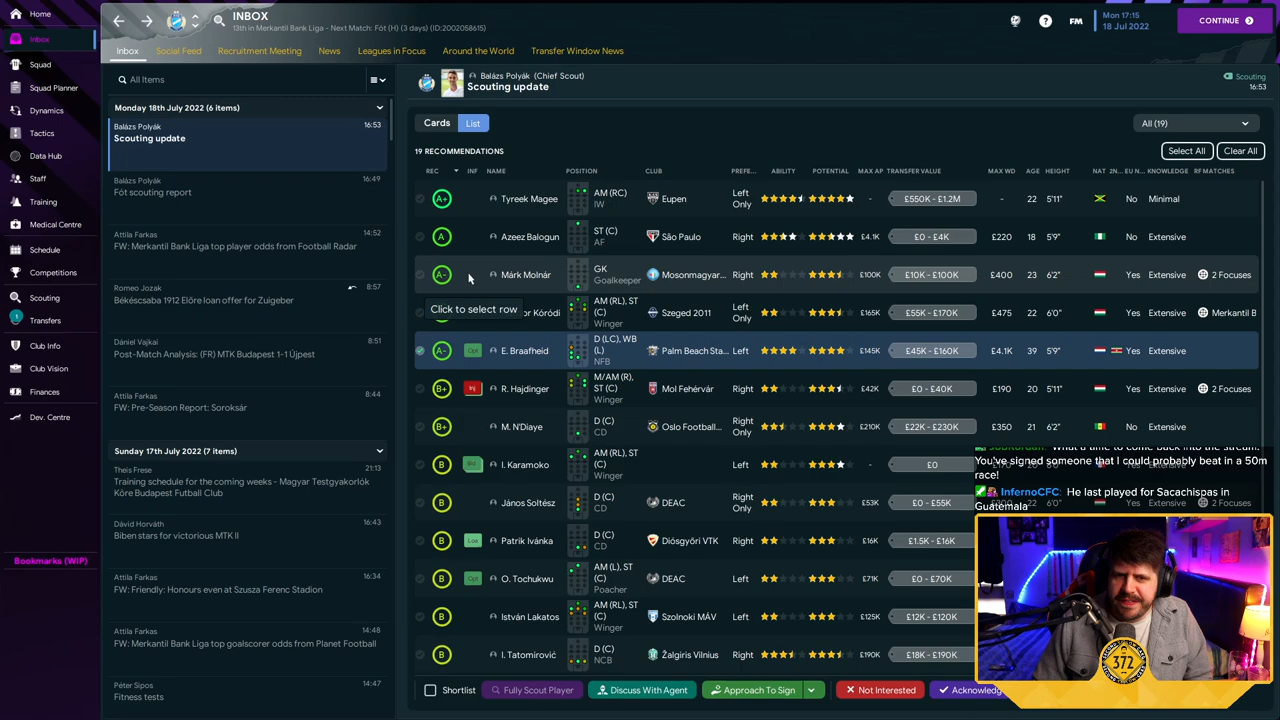 Home
Inbox
Squad
Squad Planner
Dynamics
Tactics
Data Hub
Staff
Training
Medical Centre
Schedule
Competitions
Scouting
1
Transfers
Club Info
Club Vision
Finances
Dev. Centre
Bookmarks (WIP)
INBOX
13th in Merkantil Bank Liga - Next Match: Fót (H) (3 days) (ID:2002058615)
FM
Mon 17:15
18 Jul 2022
CONTINUE
Inbox Social Feed Recruitment Meeting News Leagues in Focus Around the World Transfer Window News
All Items
Monday 18th July 2022 (6 items)
Balázs Polyák 16:53
Scouting update
Balázs Polyák 16:49
Fót scouting report
Attila Farkas 14:52
FW: Merkantil Bank Liga top player odds from Football Radar
Romeo Jozak 8:57
Békéscsaba 1912 Előre loan offer for Zuigeber
Dániel Vajkai 8:51
Post-Match Analysis: (FR) MTK Budapest 1-1 Újpest
Attila Farkas 8:44
FW: Pre-Season Report: Soroksár
Sunday 17th July 2022 (7 items)
Theis Frese 21:13
Training schedule for the coming weeks - Magyar Testgyakorlók
Köre Budapest Futball Club
Dávid Horváth 16:43
Biben stars for victorious MTK II
Attila Farkas 16:34
FW: Friendly: Honours even at Szusza Ferenc Stadion
Attila Farkas 14:48
FW: Merkantil Bank Liga top goalscorer odds from Planet Football
Péter Sipos 14:47
Fitness tests
Balázs Polyák (Chief Scout)
Scouting update
Scouting
16:53
Cards List
All (19)
19 RECOMMENDATIONS
Select All Clear All
REC INF NAME POSITION CLUB PREFE... ABILITY POTENTIAL MAX AP TRANSFER VALUE MAX WD AGE HEIGHT NAT 2N... EU N... KNOWLEDGE RF MATCHES
A+ Tyreek Magee AM (RC) IW Eupen Left Only - £550K - £1.2M - 22 5'11" No Minimal
A Azeez Balogun ST (C) AF São Paulo Right £4.1K £0 - £4K £220 18 5'9" No Extensive
A- Márk Molnár GK Goalkeeper Mosonmagyar... Right £100K £10K - £100K £400 23 6'2" Yes Extensive 2 Focuses
Click to select row
or Kóródi AM (RL), ST (C) Winger Szeged 2011 Left Only £165K £55K - £170K £475 22 6'0" Yes Extensive Merkantil B
A- Opt E. Braafheid D (LC), WB (L) NFB Palm Beach Sta... Left £145K £45K - £160K £4.1K 39 5'9" Yes Extensive
B+ Inj R. Hajdinger M/AM (R), ST (C) Winger Mol Fehérvár Right £42K £0 - £40K £190 20 5'11" Yes Extensive 2 Focuses
B+ M. N'Diaye D (C) CD Oslo Football... Right Only £210K £22K - £230K £350 21 6'2" No Extensive
B I. Karamoko AM (RL), ST (C) Winger Left - £0
B János Soltész D (C) CD DEAC Right Only £53K £0 - £55K
B Patrik Ivánka D (C) CD Diósgyőri VTK Right £16K £1.5K - £16K
B Opt O. Tochukwu AM (L), ST (C) Poacher DEAC Left £71K £0 - £70K
B István Lakatos AM (RL), ST (C) Winger Szolnoki MÁV Left £125K £12K - £120K
B I. Tatomirović D (C) NCB Žalgiris Vilnius Right £190K £18K - £190K
You've signed someone that I could probably beat in a 50m
race!
InfernoCFC: He last played for Sacachispas in
Guatemala
372
Shortlist Fully Scout Player Discuss With Agent Approach To Sign Not Interested Acknowledg